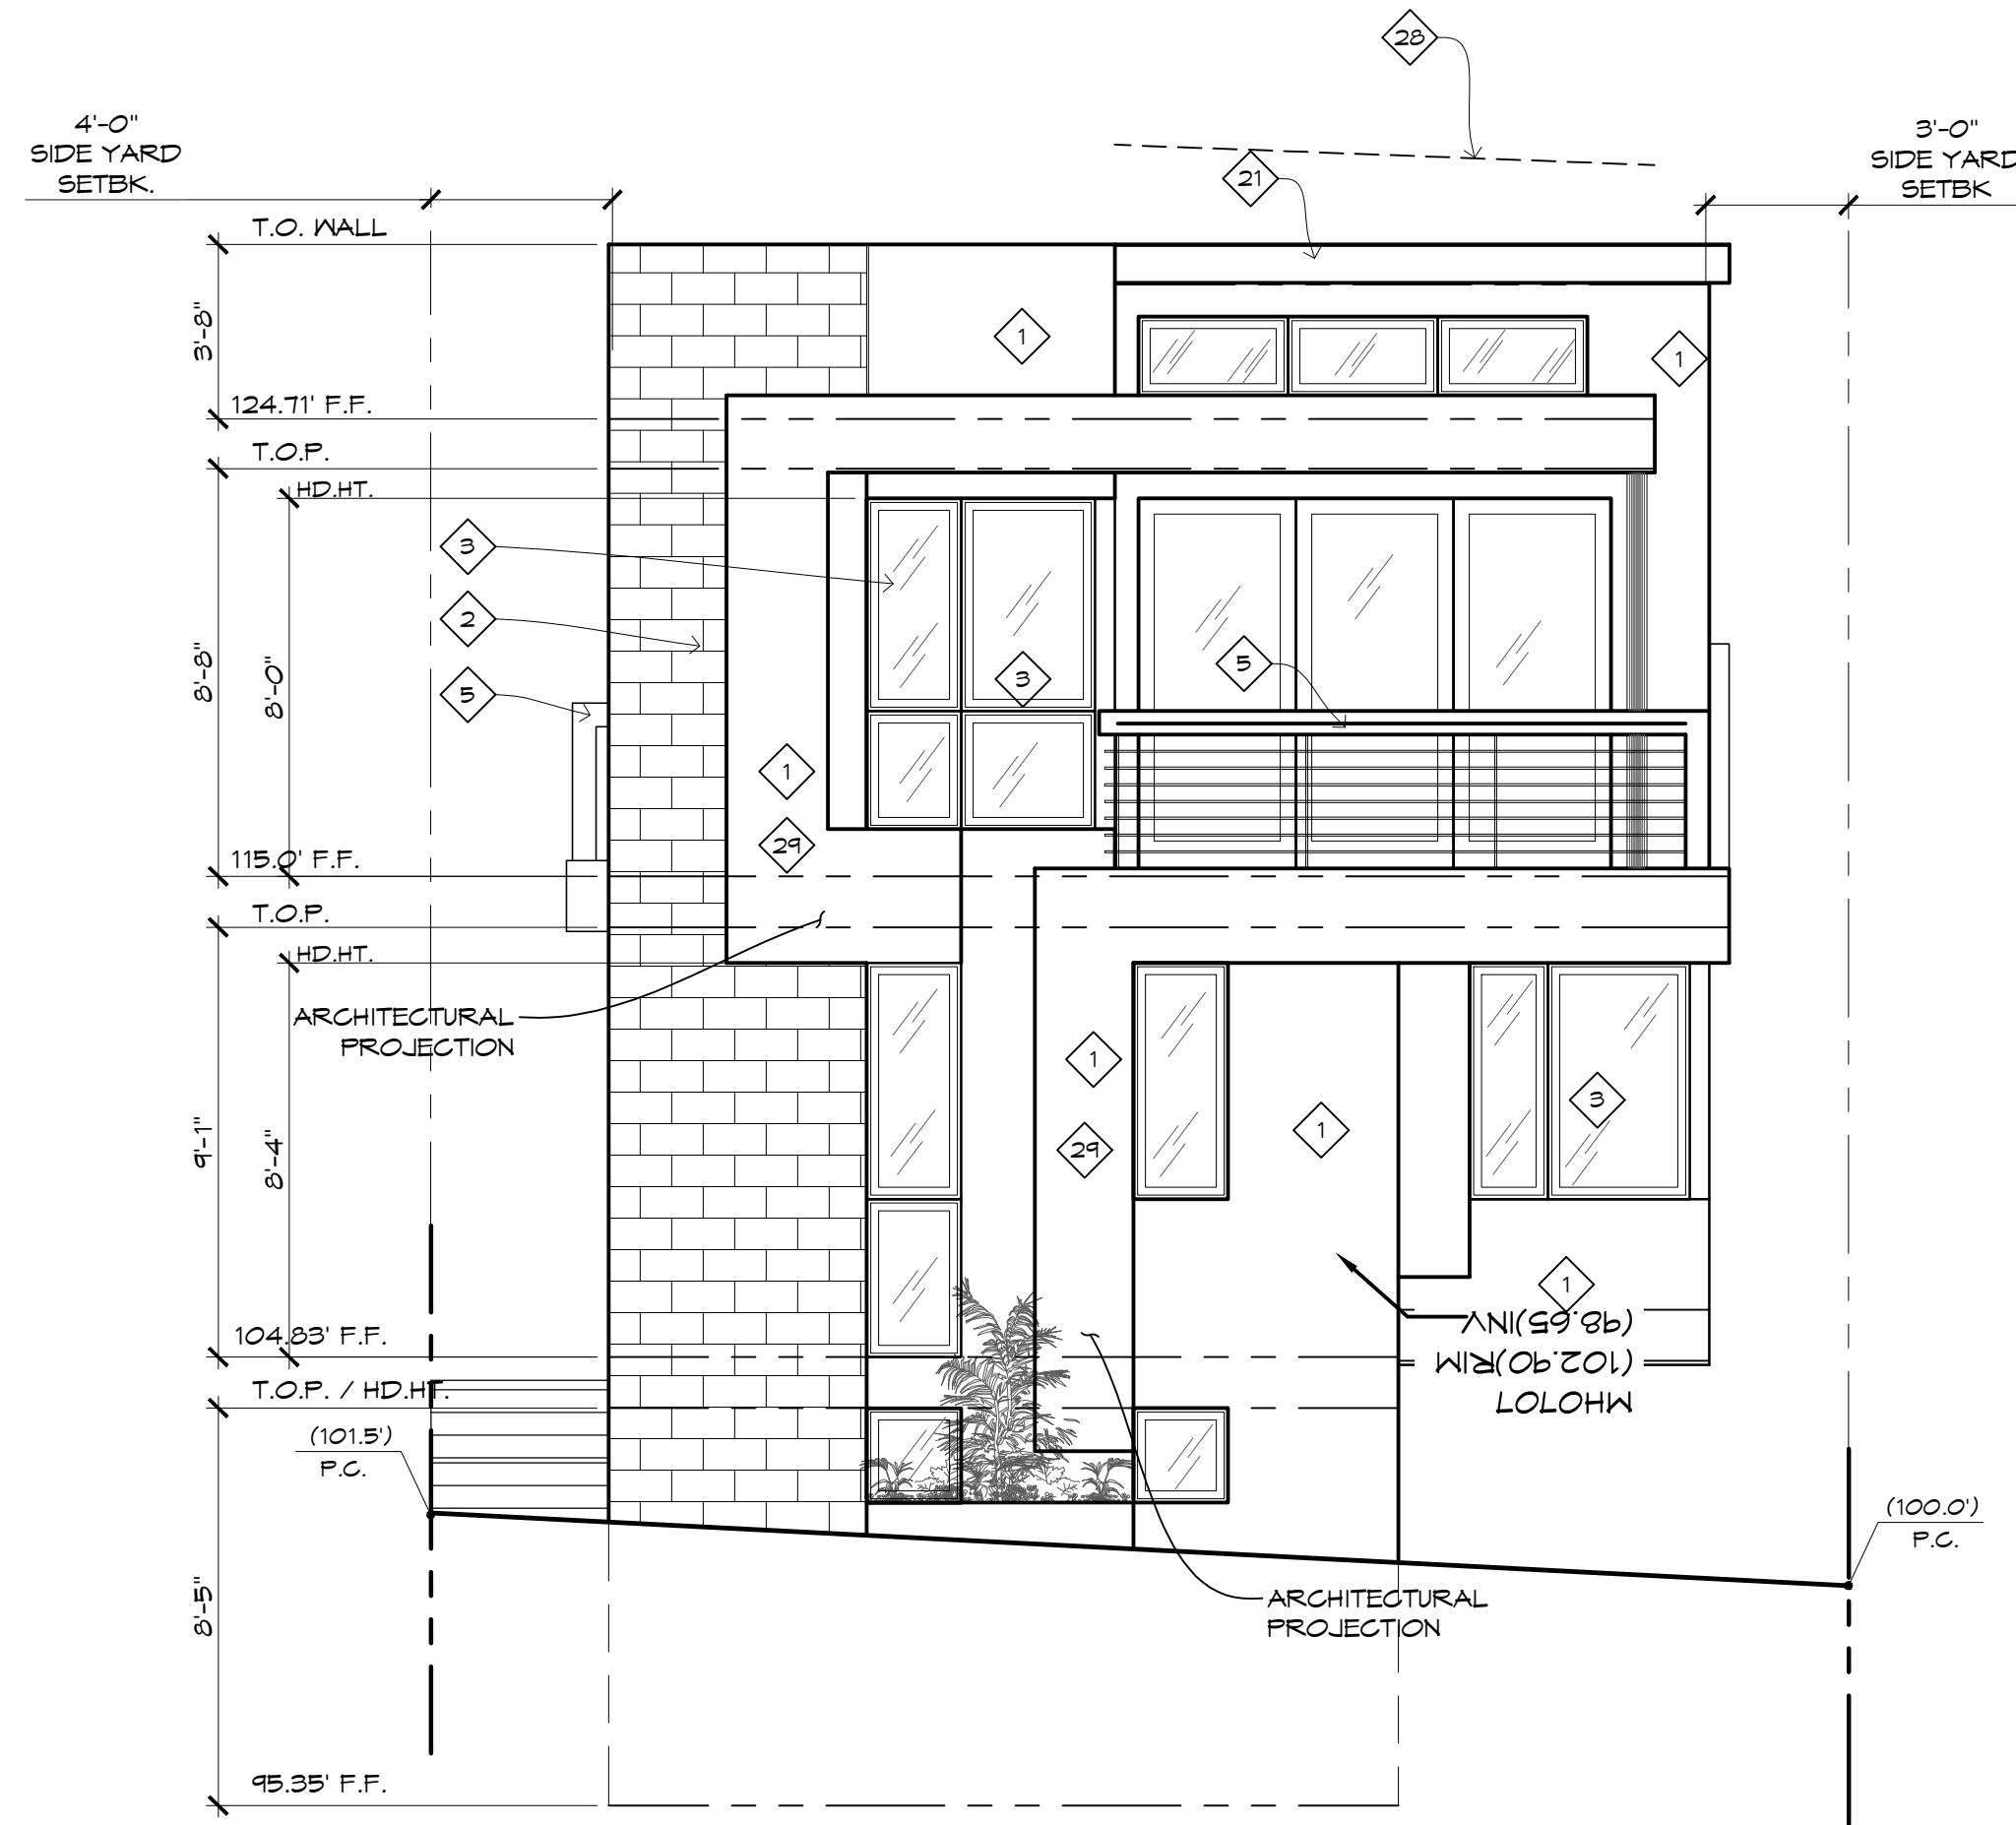 28
4'-0"
SIDE YARD
SETBK.
3'-0"
SIDE YARD
SETBK
21
T.O. WALL
3'-8"
1
1
124.71' F.F.
T.O.P.
HD.HT.
3
2
5
8'-8"
8'-0"
3
5
1
29
115.0' F.F.
T.O.P.
HD.HT.
ARCHITECTURAL
PROJECTION
9'-1"
8'-4"
1
29
1
3
1
104.83' F.F.
(98.65)INV
(102.90)RIM
MHOTOT
T.O.P. / HD.HT.
(101.5')
P.C.
(100.0')
P.C.
8'-5"
ARCHITECTURAL
PROJECTION
95.35' F.F.